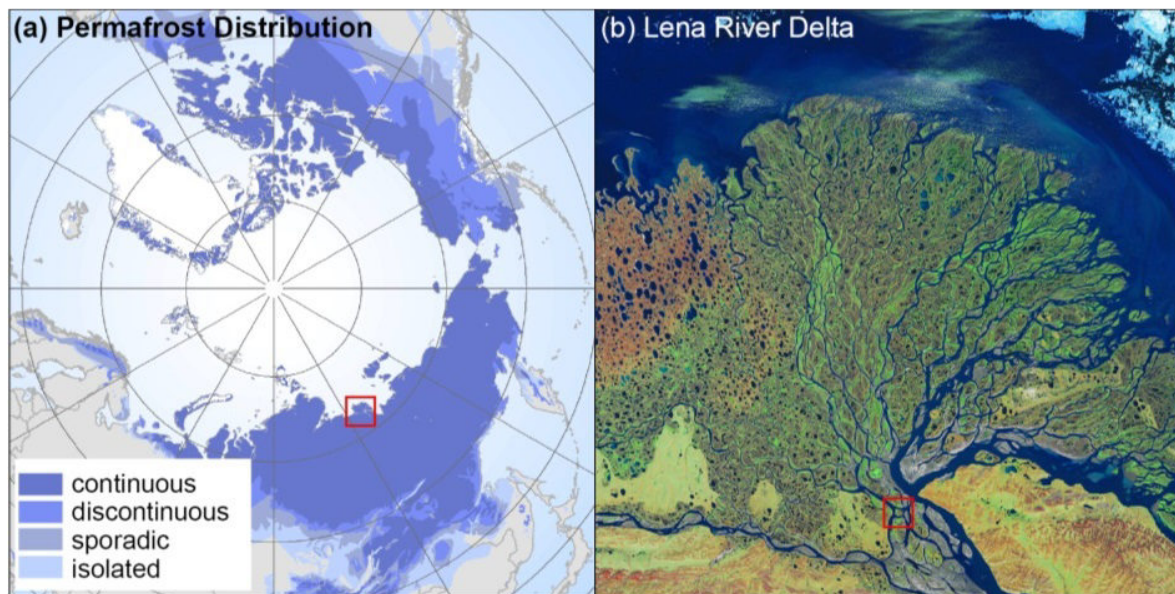 (a) Permafrost Distribution
(b) Lena River Delta
continuous
discontinuous
sporadic
isolated